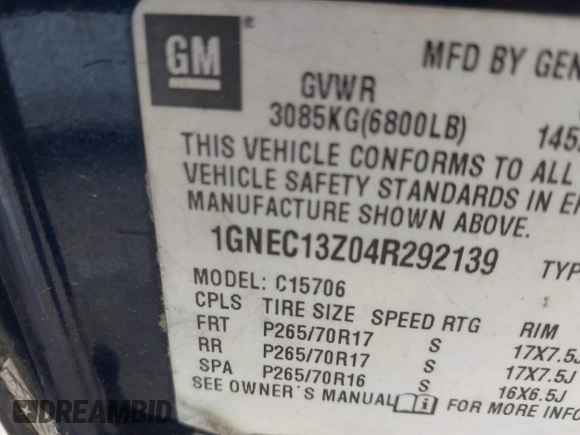 GM ®
MFD BY GEN
GVWR
3085KG(6800LB)
145
THIS VEHICLE CONFORMS TO ALL
VEHICLE SAFETY STANDARDS IN E
MANUFACTURE SHOWN ABOVE.
1GNEC13Z04R292139 TYP
MODEL: C15706
CPLS TIRE SIZE SPEED RTG RIM
FRT P265/70R17 S 17X7.5J
RR P265/70R17 S 17X7.5J
SPA P265/70R16 S 16X6.5J
SEE OWNER'S MANUAL i FOR MORE INFO
DREAMBID